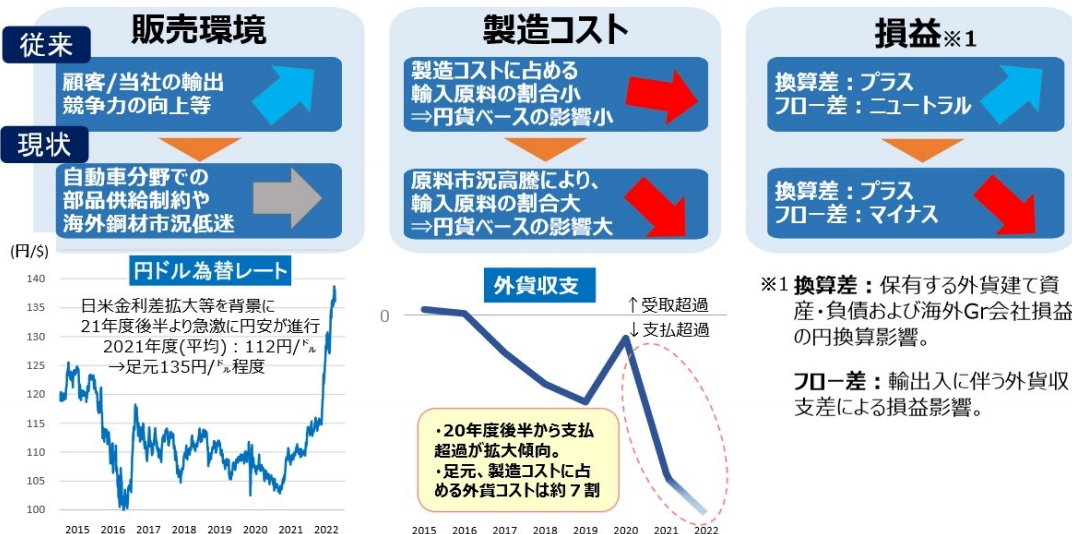 販売環境
従来
顧客/当社の輸出
競争力の向上等
現状
自動車分野での
部品供給制約や
海外鋼材市況低迷
製造コスト
製造コストに占める
輸入原料の割合小
⇒円貨ベースの影響小
原料市況高騰により、
輸入原料の割合大
⇒円貨ベースの影響大
損益※1
換算差：プラス
フロー差：ニュートラル
換算差：プラス
フロー差：マイナス
(円/$)
円ドル為替レート
日米金利差拡大等を背景に
21年度後半より急激に円安が進行
2021年度(平均)：112円/㌦
→足元135円/㌦程度
140
135
130
125
120
115
110
105
100
2015 2016 2017 2018 2019 2020 2021 2022
外貨収支
↑受取超過
0
↓支払超過
・20年度後半から支払
超過が拡大傾向。
・足元、製造コストに占
める外貨コストは約７割
2015 2016 2017 2018 2019 2020 2021 2022
※1 換算差：保有する外貨建て資
産・負債および海外Gr会社損益
の円換算影響。
フロー差：輸出入に伴う外貨収
支差による損益影響。